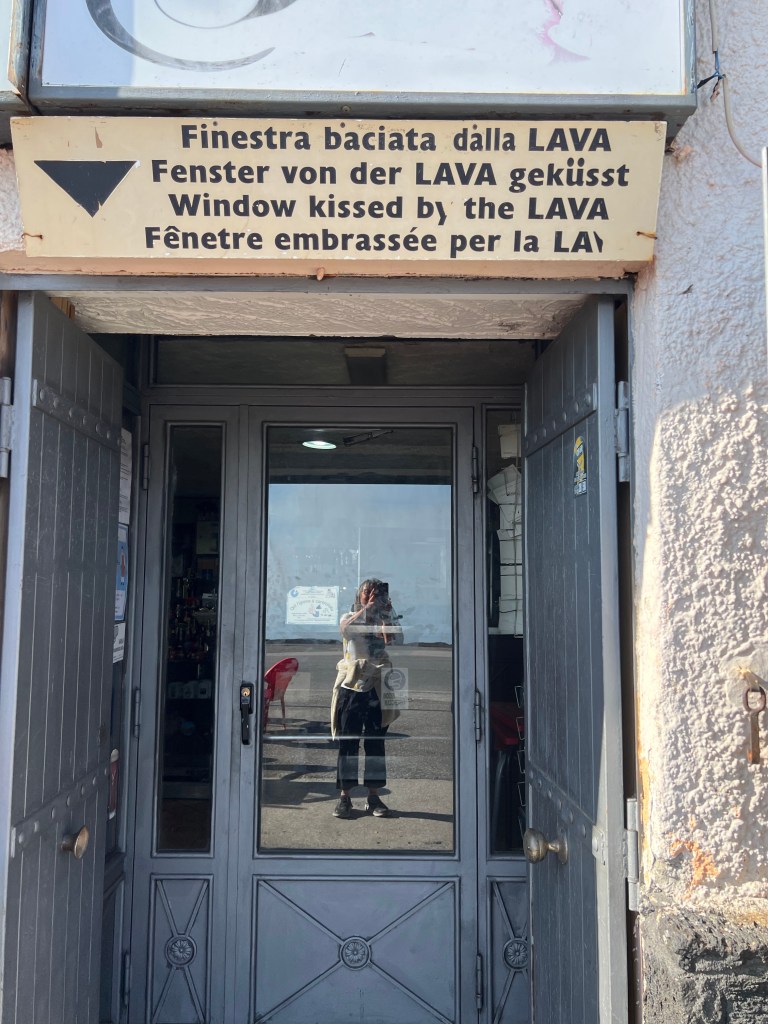 Finestra baciata dalla LAVA
Fenster von der LAVA geküsst
Window kissed by the LAVA
Fênetre embrassée per la LAV